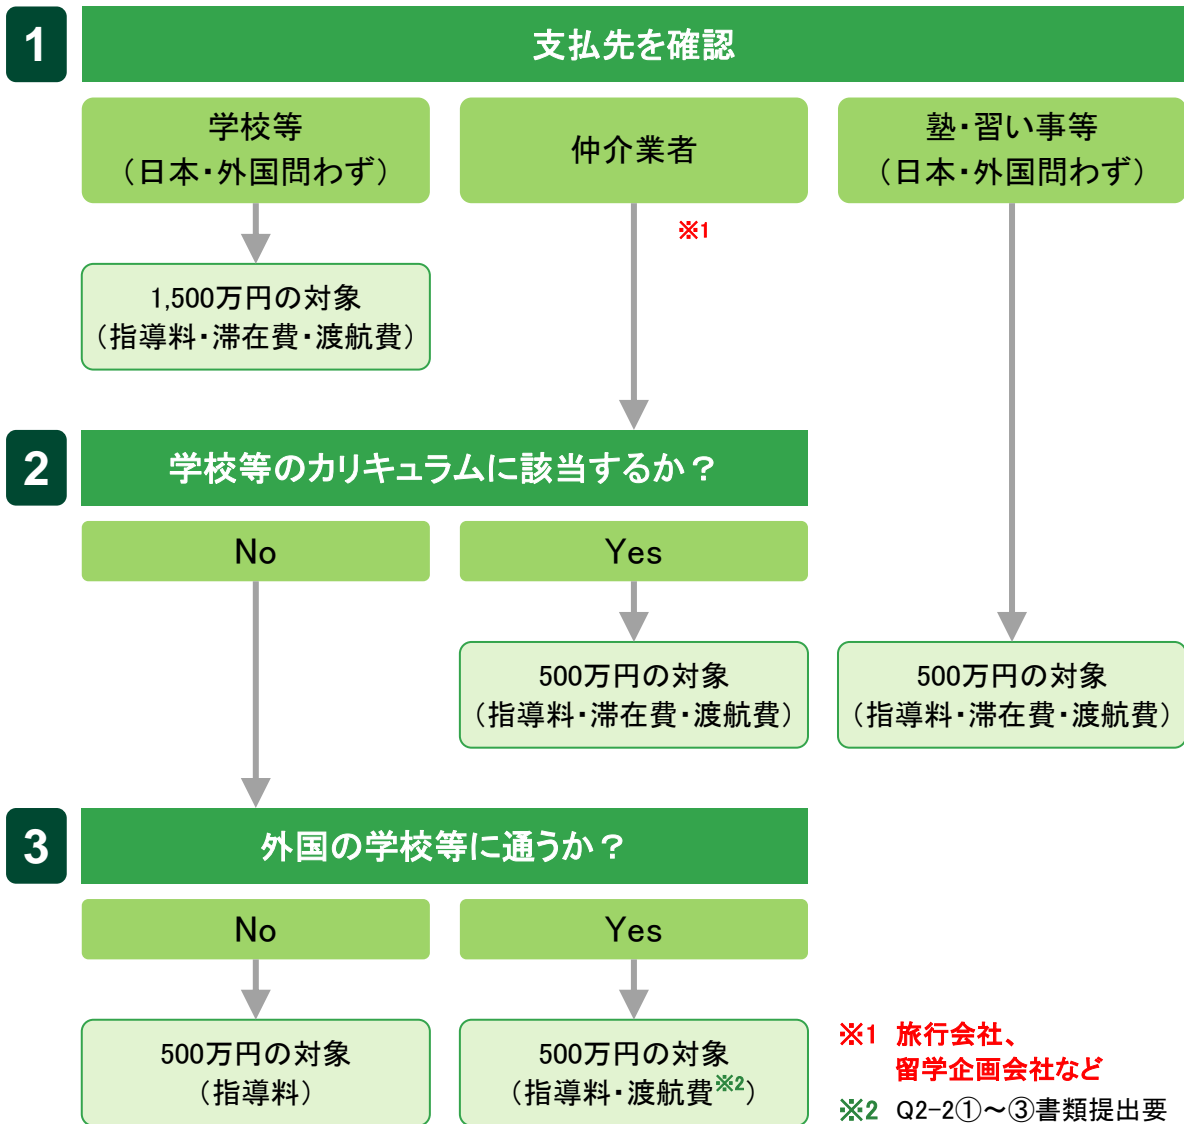 1
支払先を確認
学校等
（日本・外国問わず）
仲介業者
塾・習い事等
（日本・外国問わず）
※1
1,500万円の対象
（指導料・滞在費・渡航費）
2
学校等のカリキュラムに該当するか？
No
Yes
500万円の対象
（指導料・滞在費・渡航費）
500万円の対象
（指導料・滞在費・渡航費）
3
外国の学校等に通うか？
No
Yes
500万円の対象
（指導料）
500万円の対象
（指導料・渡航費※2）
※1 旅行会社、
留学企画会社など
※2 Q2-2①～③書類提出要